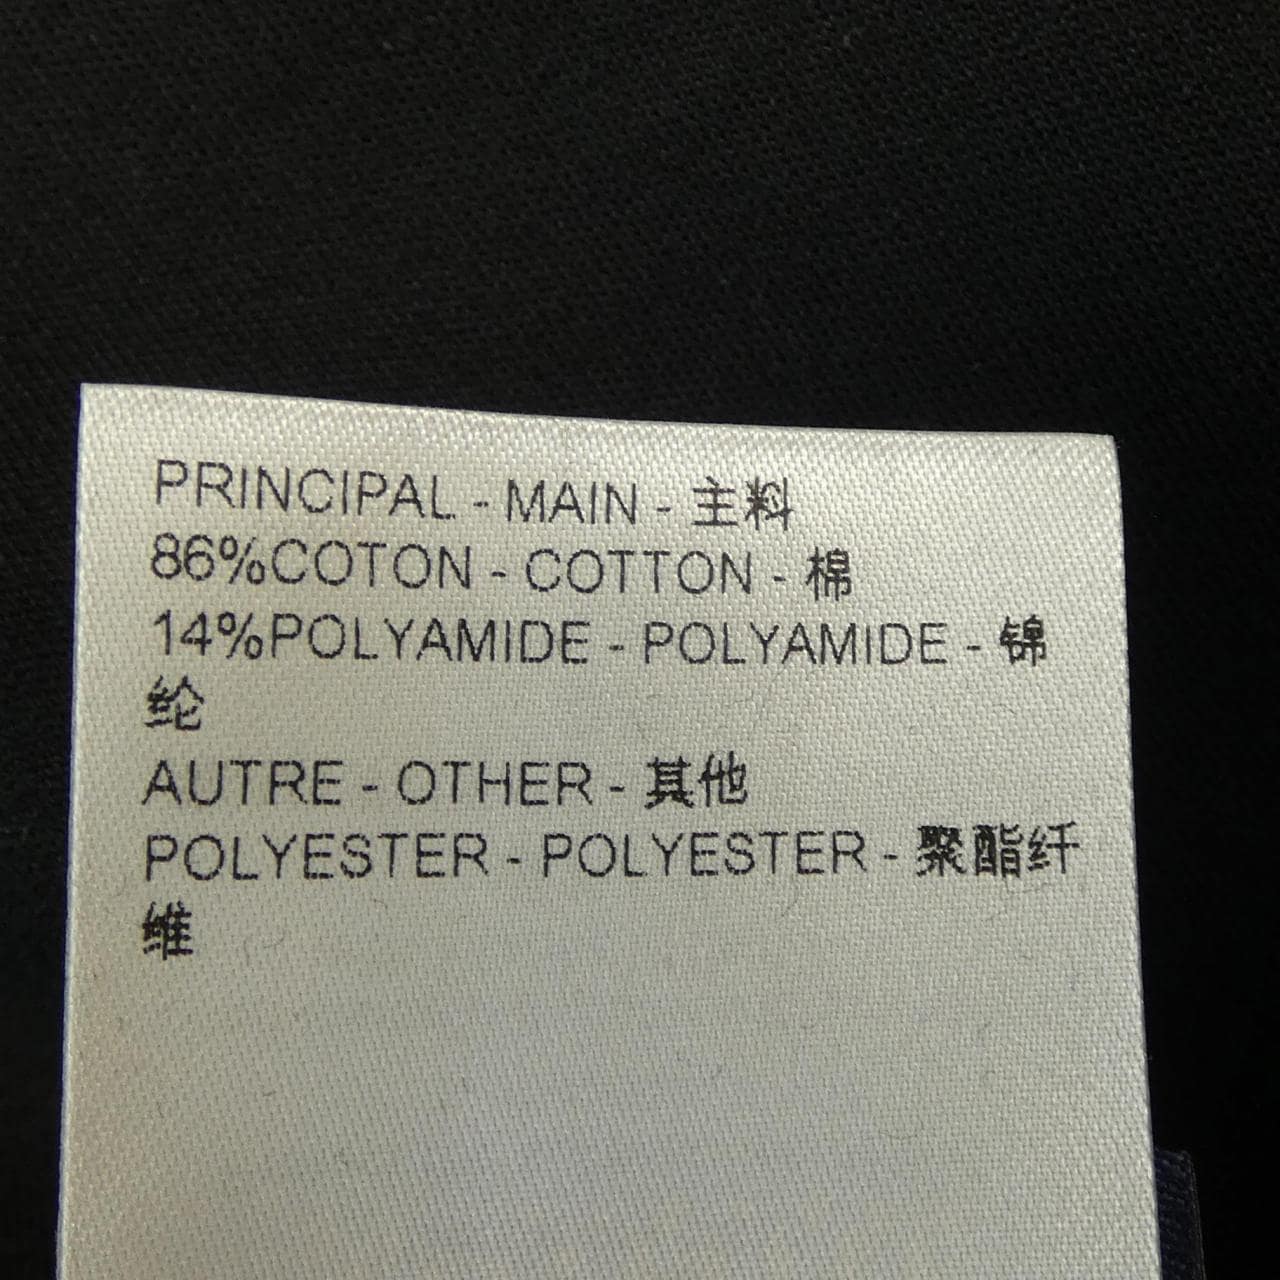 PRINCIPAL - MAIN - 主料
86%COTON - COTTON - 棉
14%POLYAMIDE - POLYAMIDE - 锦
纶
AUTRE - OTHER - 其他
POLYESTER - POLYESTER - 聚酯纤
维